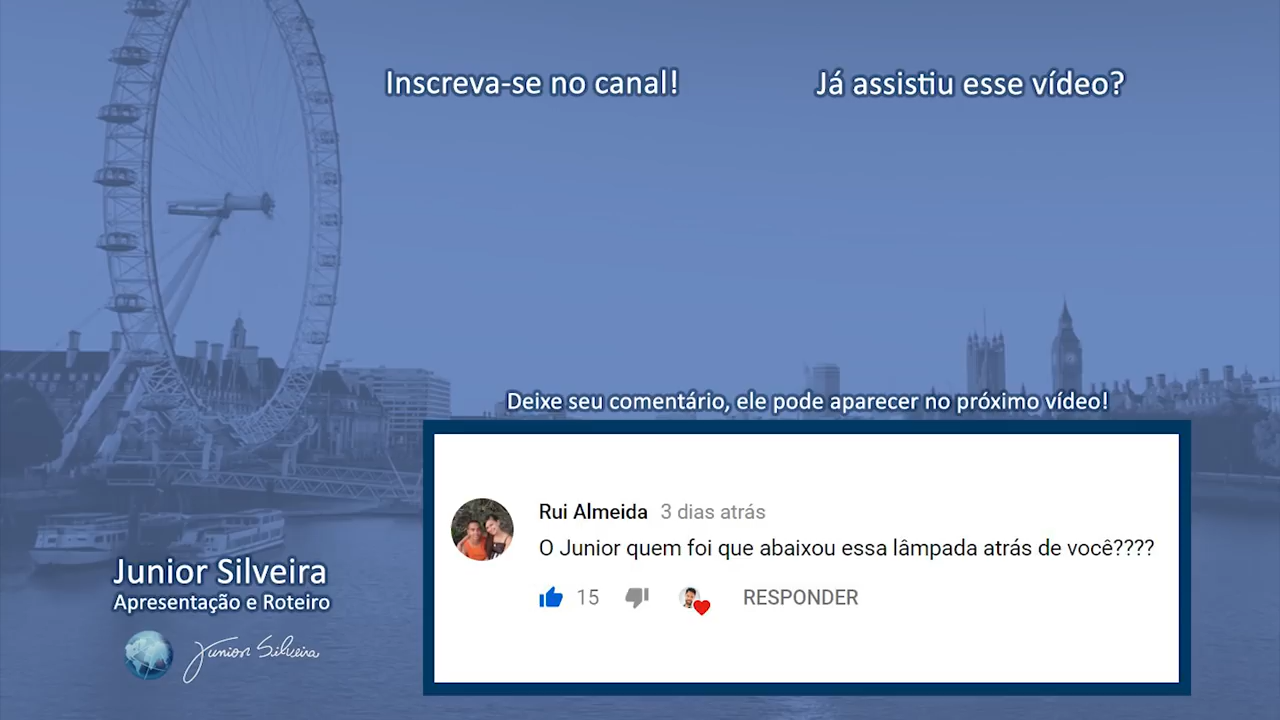 Inscreva-se no canal!
Já assistiu esse vídeo?
Deixe seu comentário, ele pode aparecer no próximo vídeo!
Rui Almeida 3 dias atrás
O Junior quem foi que abaixou essa lâmpada atrás de você????
15 RESPONDER
Junior Silveira
Apresentação e Roteiro
Junior Silveira